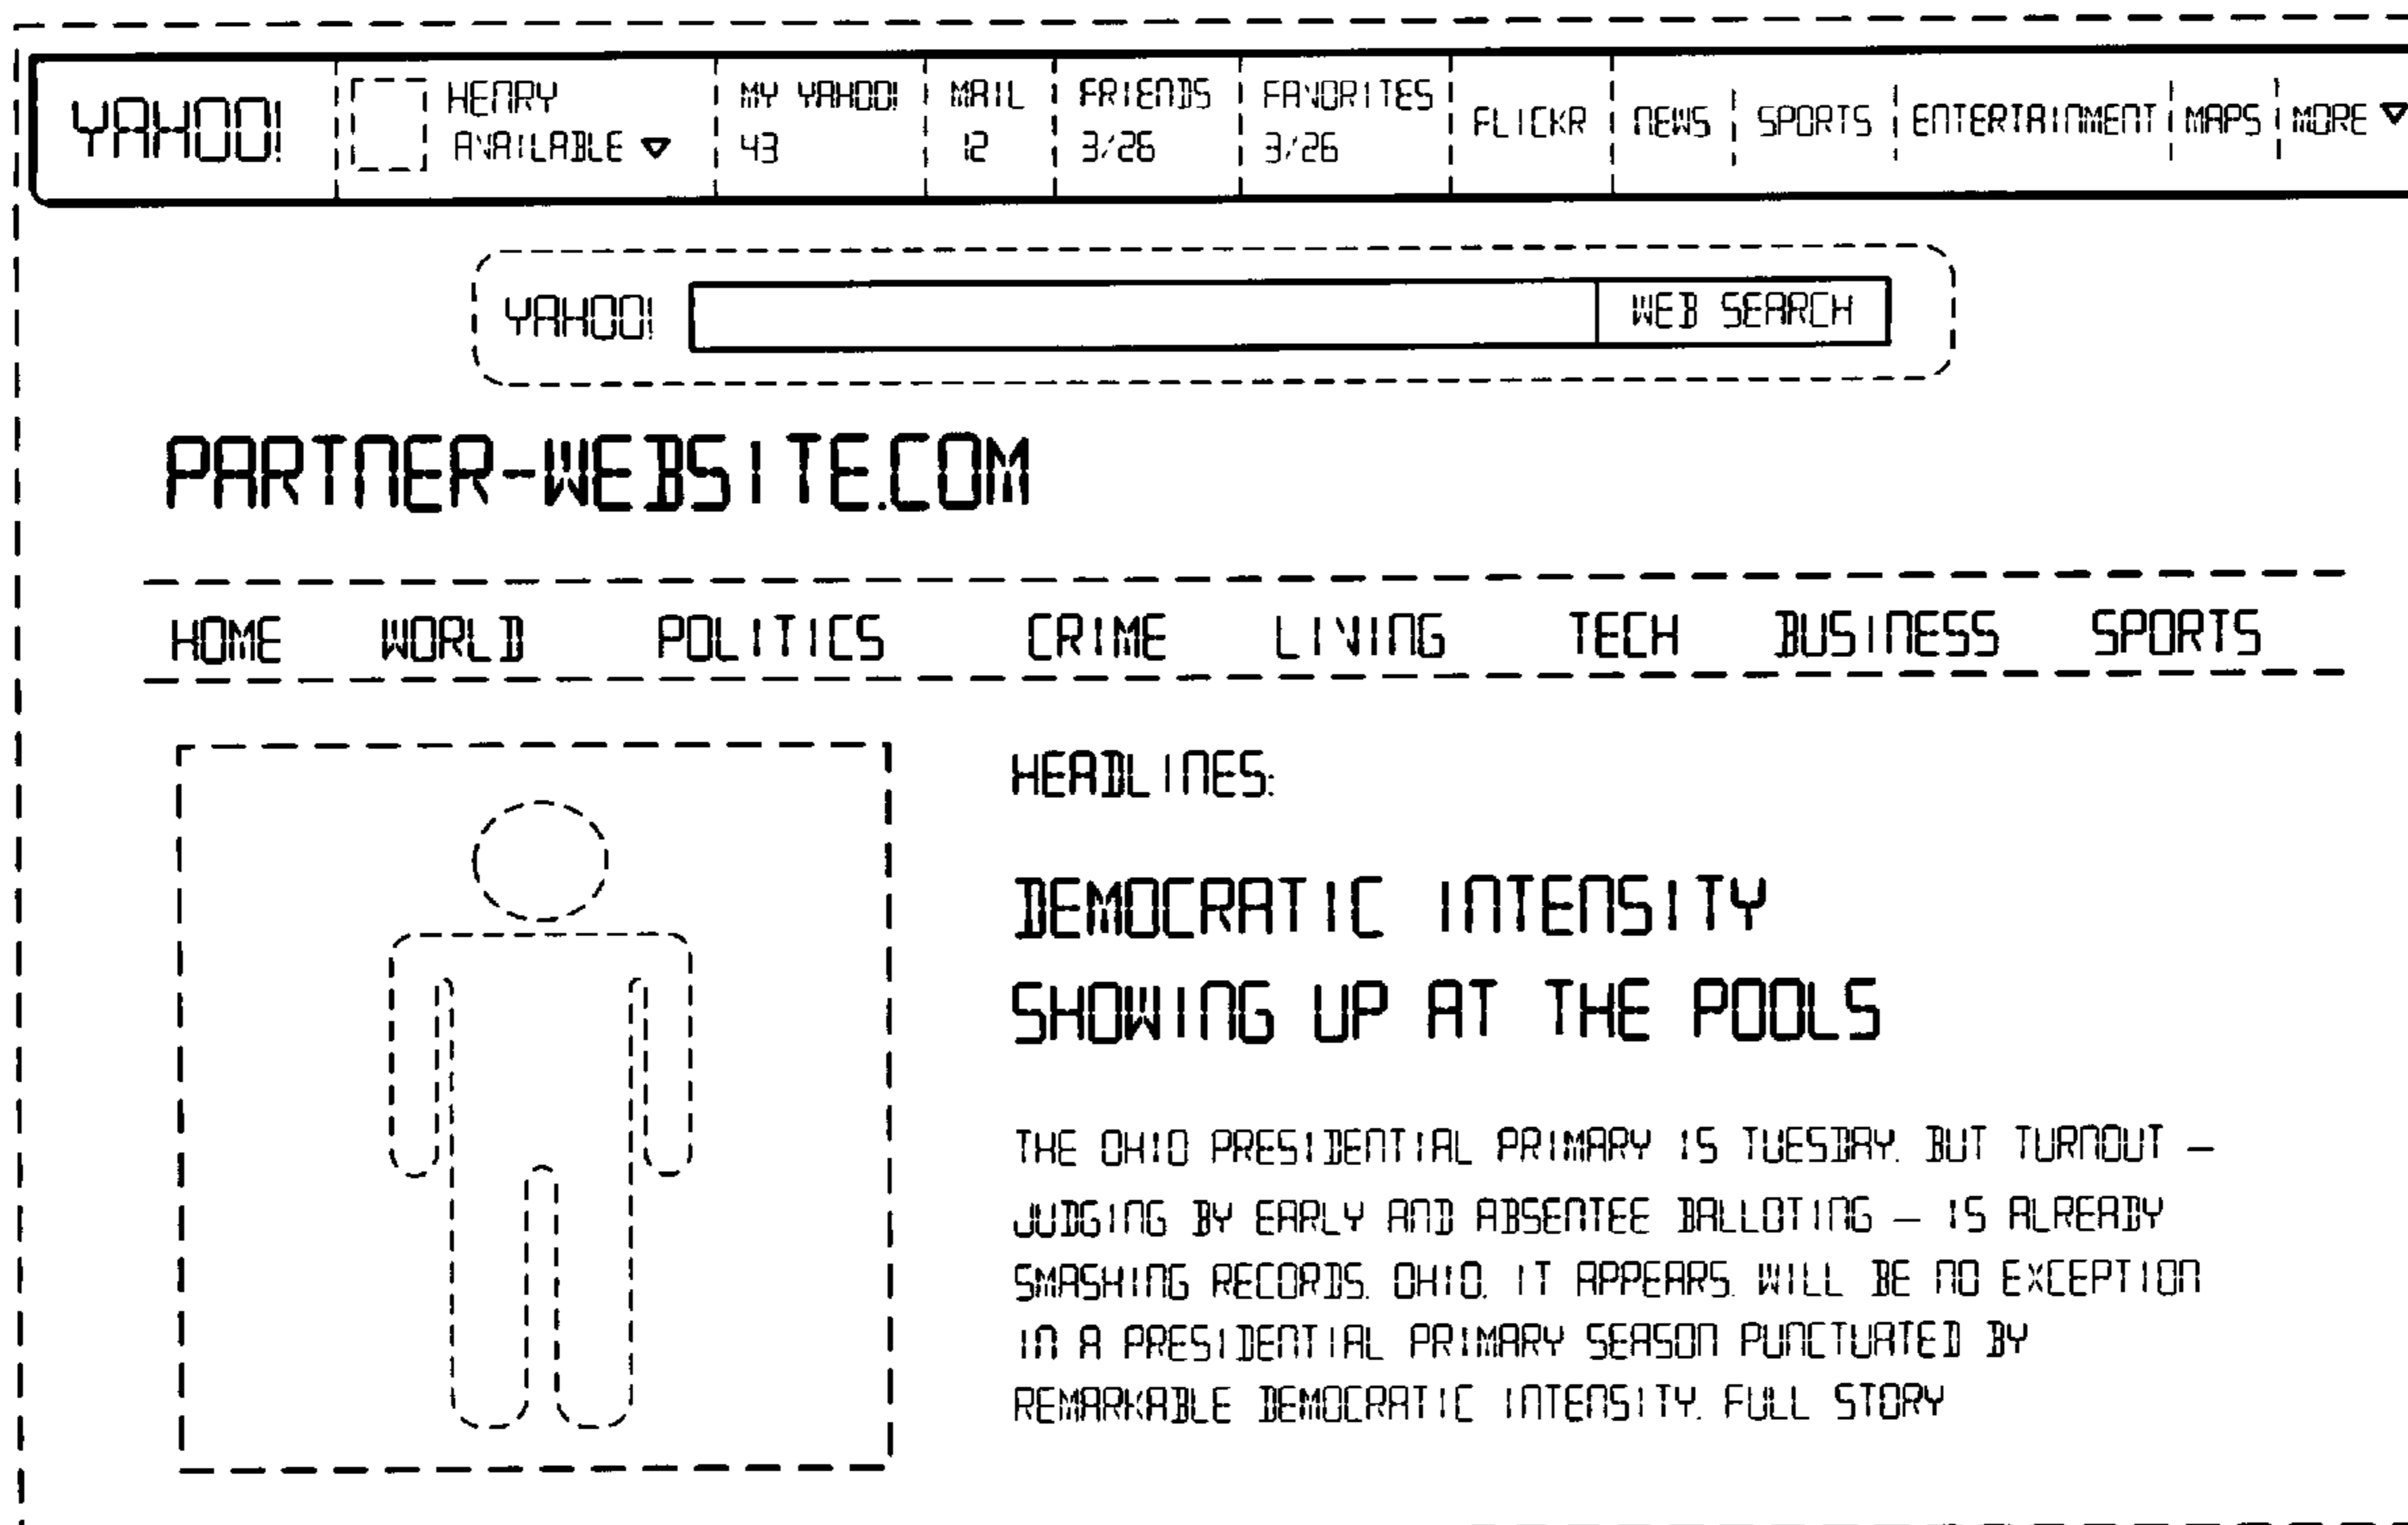 YAHOO! HENRY MY YAHOO! MAIL FRIENDS FAVORITES FLICKR NEWS SPORTS ENTERTAINMENT MAPS MORE
AVAILABLE 43 12 3/26 3/26
YAHOO! WEB SEARCH
PARTNER-WEBSITE.COM
HOME WORLD POLITICS CRIME LIVING TECH BUSINESS SPORTS
HEADLINES:
DEMOCRATIC INTENSITY
SHOWING UP AT THE POOLS
THE OHIO PRESIDENTIAL PRIMARY IS TUESDAY. BUT TURNOUT —
JUDGING BY EARLY AND ABSENTEE BALLOTING — IS ALREADY
SMASHING RECORDS. OHIO, IT APPEARS, WILL BE NO EXCEPTION
IN A PRESIDENTIAL PRIMARY SEASON PUNCTUATED BY
REMARKABLE DEMOCRATIC INTENSITY. FULL STORY